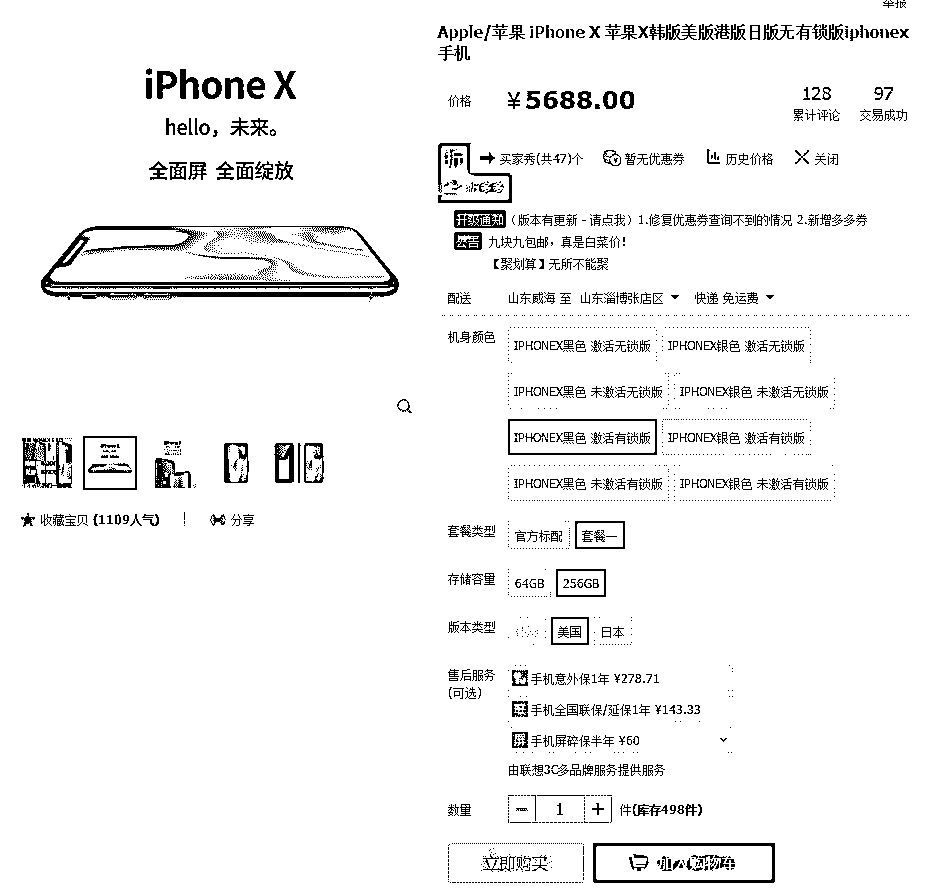 举报
iPhone X
hello，未来。
全面屏 全面绽放
收藏宝贝 (1109人气)
分享
Apple/苹果 iPhone X 苹果X韩版美版港版日版无有锁版iphonex
手机
价格 ¥5688.00
128 累计评论
97 交易成功
买家秀(共47)个 暂无优惠券 历史价格 关闭
升级通知 (版本有更新 - 请点我) 1.修复优惠券查询不到的情况 2.新增多多券
九块九包邮，真是白菜价!
【聚划算】无所不能聚
配送 山东威海 至 山东淄博张店区 快递 免运费
机身颜色 IPHONEX黑色 激活无锁版 IPHONEX银色 激活无锁版
IPHONEX黑色 未激活无锁版 IPHONEX银色 未激活无锁版
IPHONEX黑色 激活有锁版 IPHONEX银色 激活有锁版
IPHONEX黑色 未激活有锁版 IPHONEX银色 未激活有锁版
套餐类型 官方标配 套餐一
存储容量 64GB 256GB
版本类型 美国 日本
售后服务 手机意外保1年 ¥278.71
(可选)
手机全国联保/延保1年 ¥143.33
屏 手机屏碎保半年 ¥60
由联想3C多品牌服务提供服务
数量 1 件(库存498件)
立即购买 加入购物车